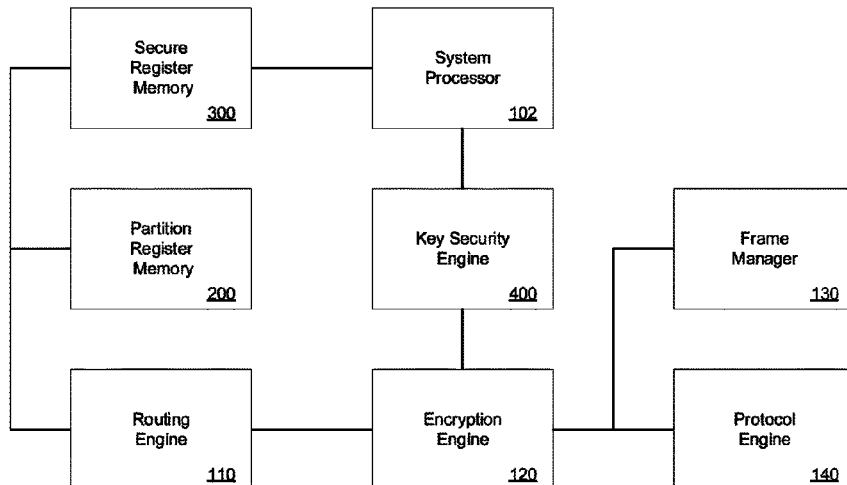 Secure
Register
Memory
300
System
Processor
102
Partition
Register
Memory
200
Key Security
Engine
400
Frame
Manager
130
Routing
Engine
110
Encryption
Engine
120
Protocol
Engine
140